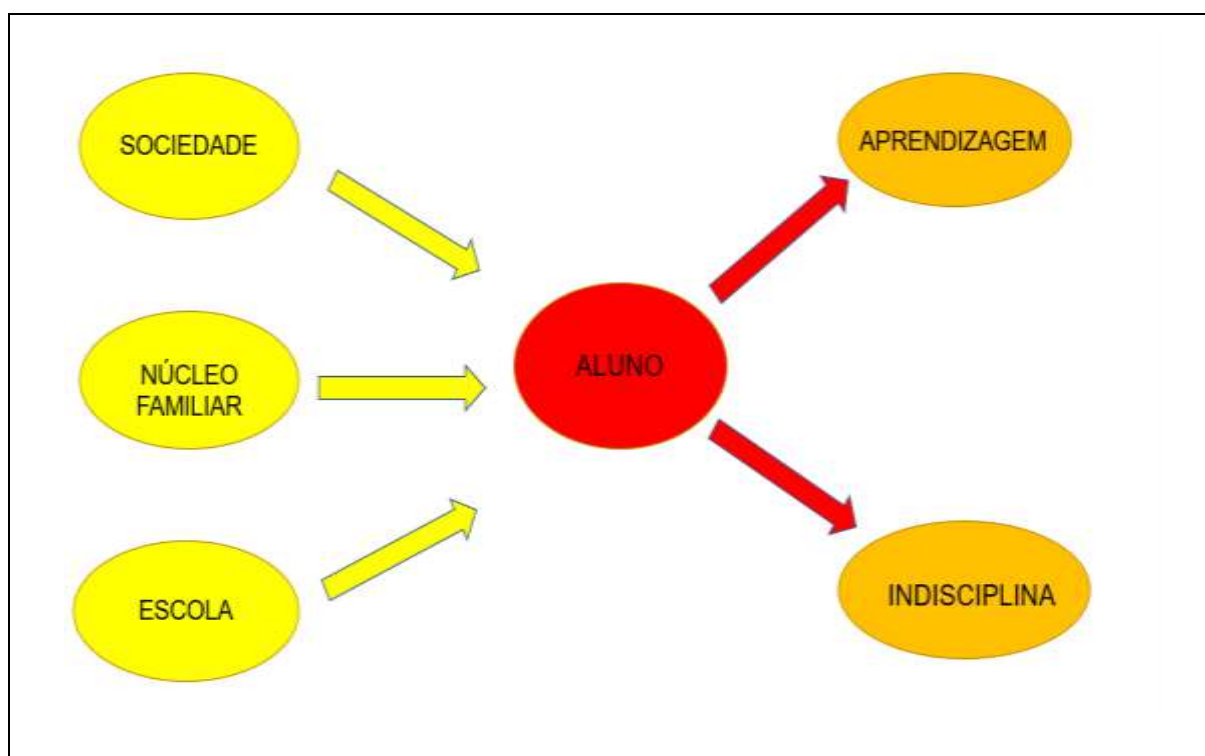 SOCIEDADE
NÚCLEO
FAMILIAR
ESCOLA
ALUNO
APRENDIZAGEM
INDISCIPLINA